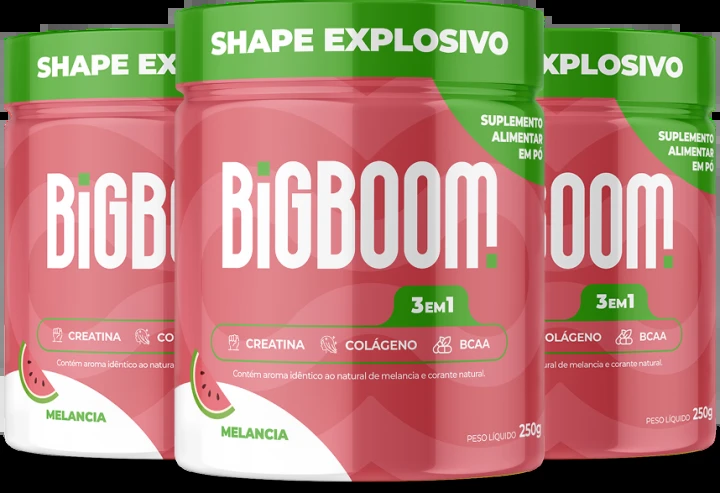 SHAPE EX
SHAPE EXPLOSIVO
XPLOSIVO
SUPLEMENTO
ALIMENTAR
EM PÓ
SUPLEMENTO
ALIMENTAR
EM PÓ
BiGB
BiGBOOM!
OOM!
3EM1
3EM1
CREATINA CO
CREATINA COLÁGENO BCAA
OLÁGENO BCAA
Contém aroma idêntico ao natura
Contém aroma idêntico ao natural de melancia e corante natural.
ral de melancia e corante natural.
MELANCIA
MELANCIA
PESO LÍQUIDO 250g
PESO LÍQUIDO 250g